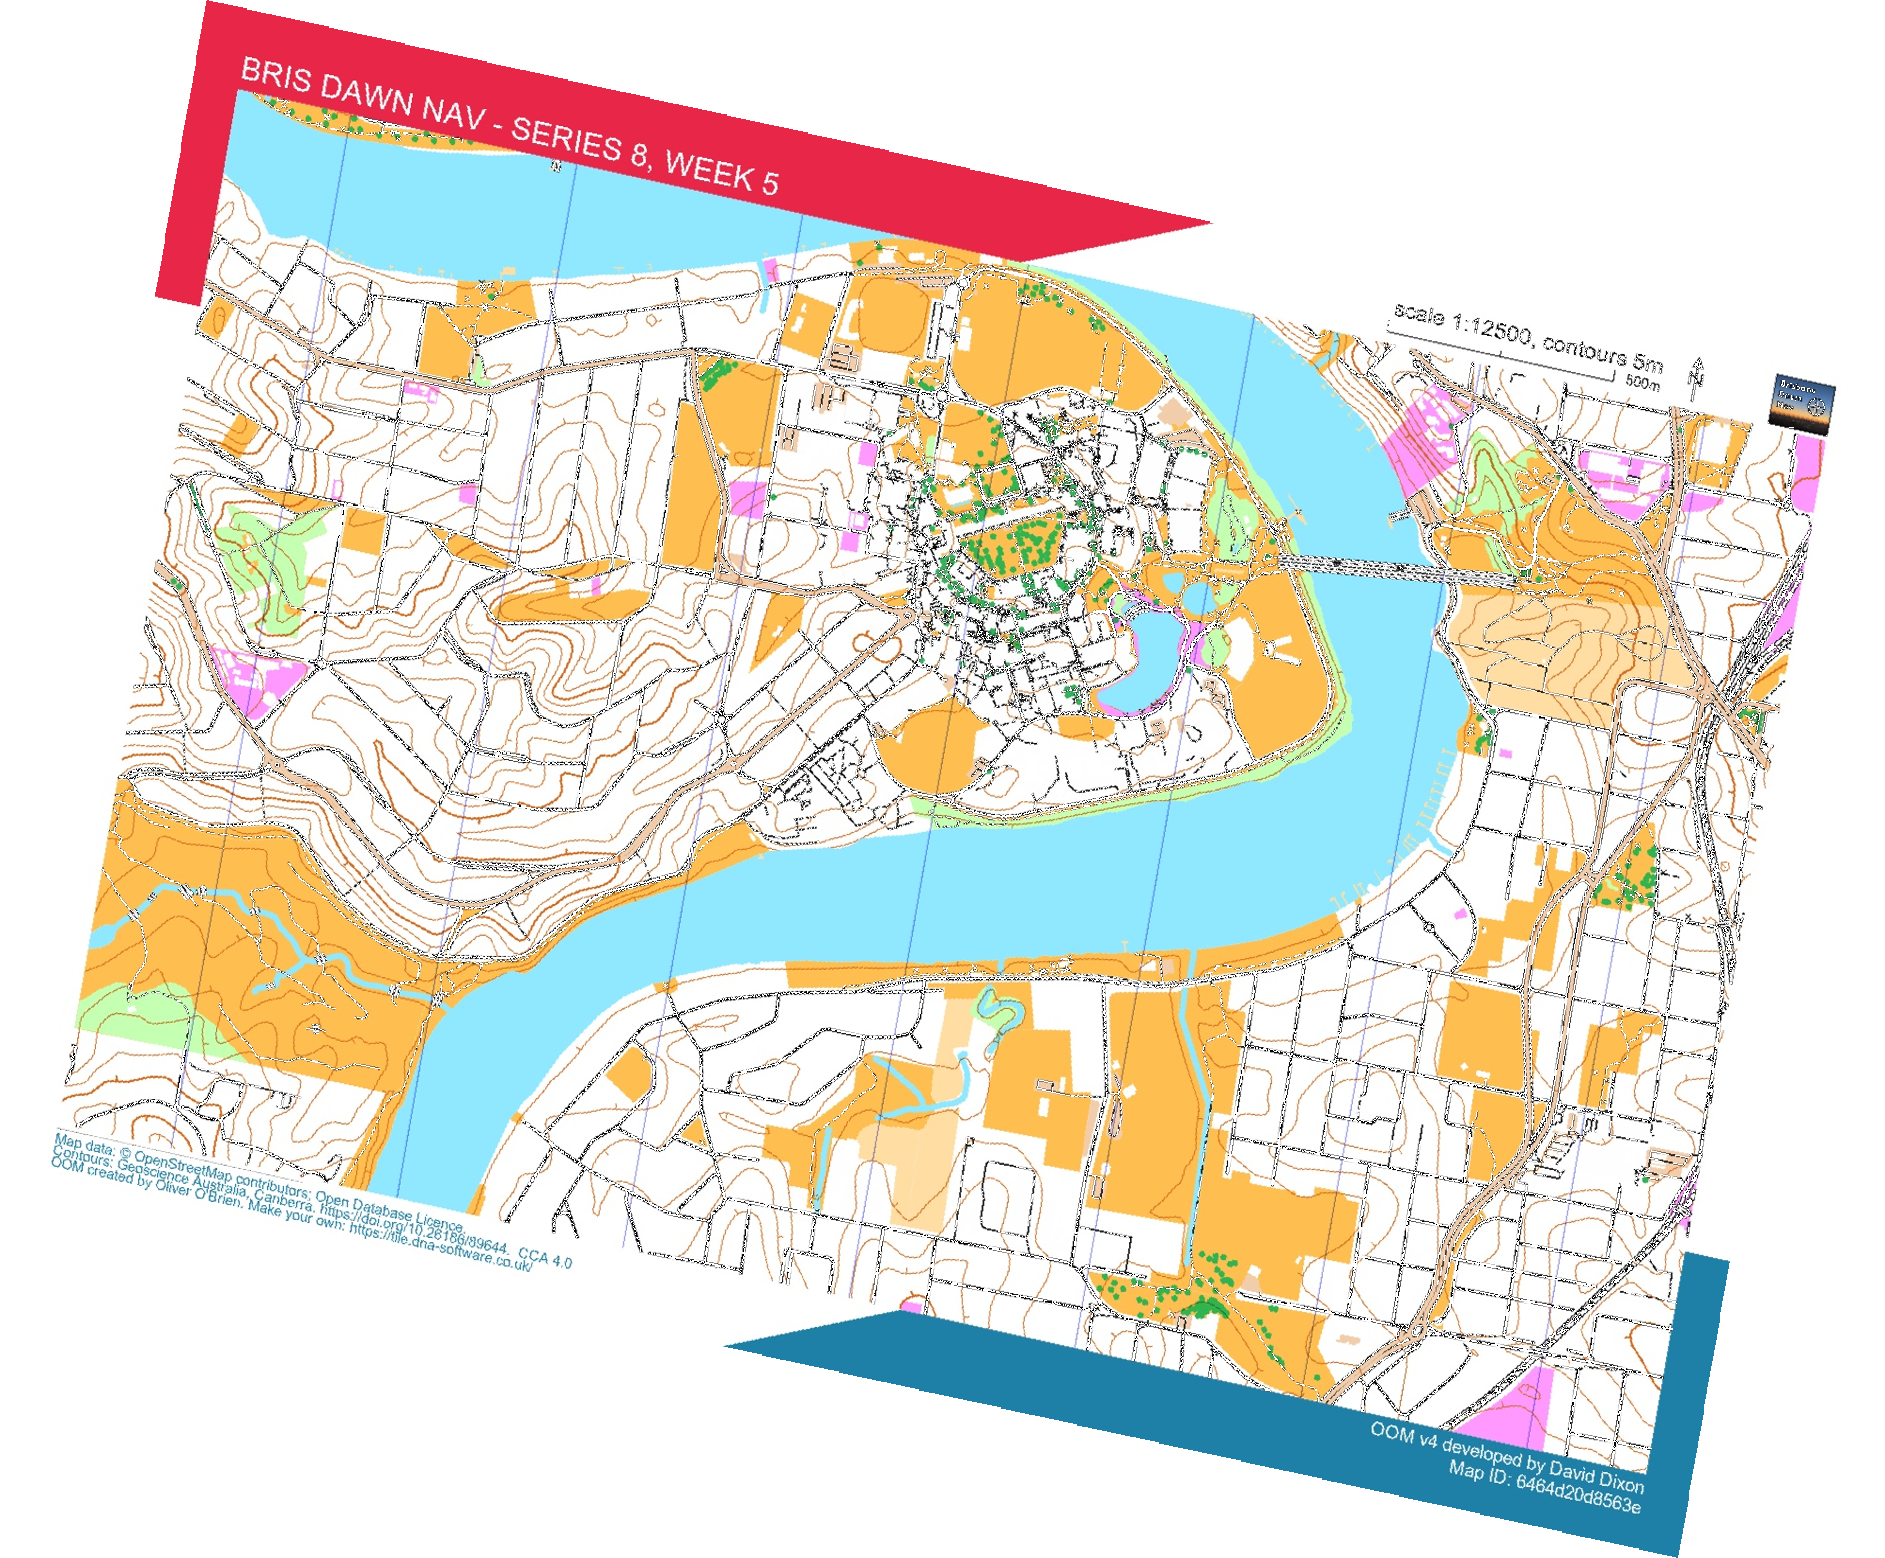 BRIS DAWN NAV - SERIES 8, WEEK 5
scale 1:12500, contours 5m
500m
Map data: © OpenStreetMap contributors: Open Database Licence.
Contours: Geoscience Australia, Canberra. https://doi.org/10.26186/89644. CCA 4.0
OOM created by Oliver O'Brien. Make your own: https://tile.dna-software.co.uk/
OOM v4 developed by David Dixon
Map ID: 6464d20d8563e